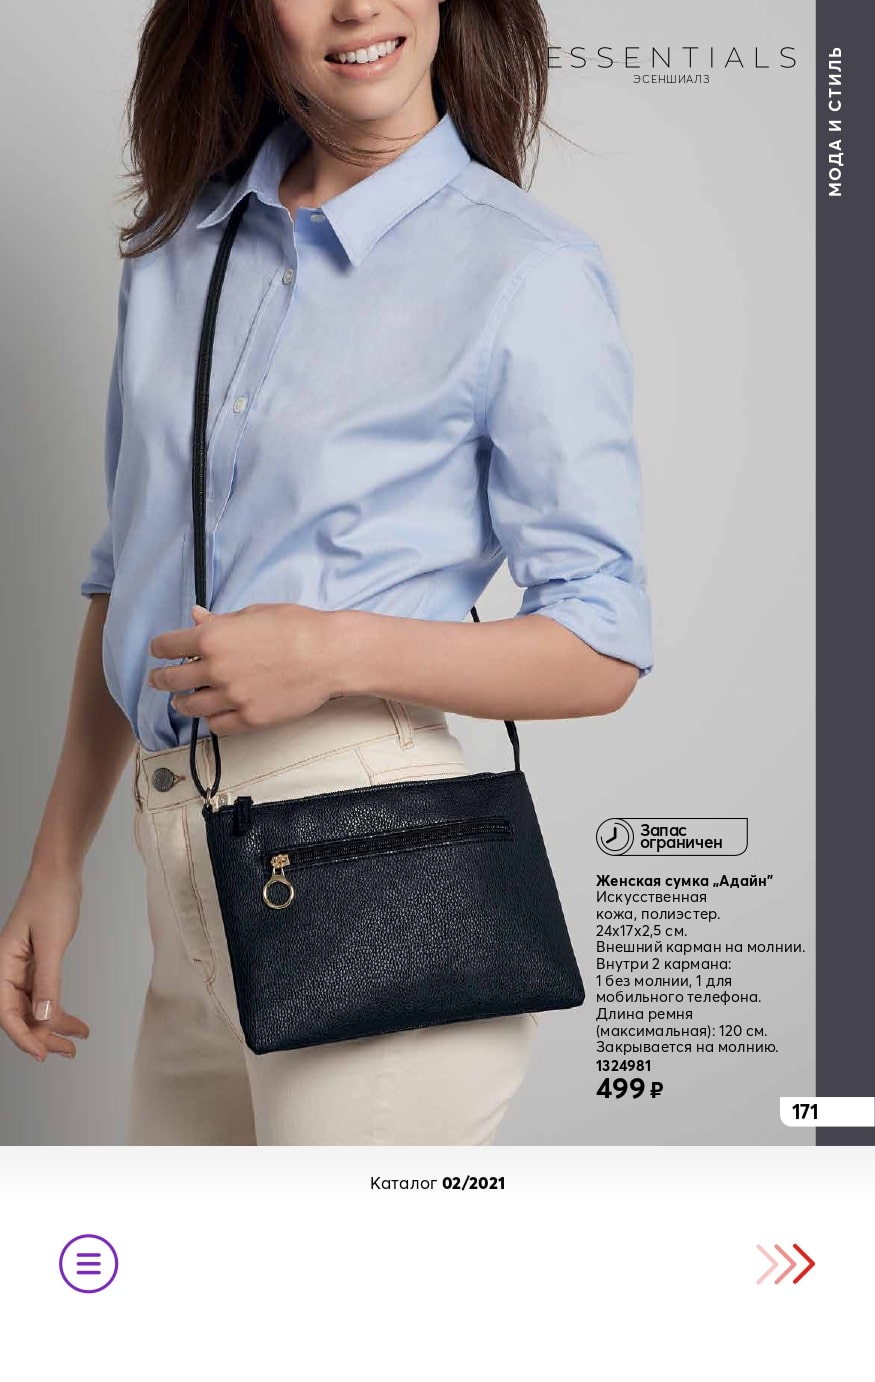 ESSENTIALS
ЭСЕНШИАЛЗ
МОДА И СТИЛЬ
Запас
ограничен
Женская сумка „Адайн"
Искусственная
кожа, полиэстер.
24х17х2,5 см.
Внешний карман на молнии.
Внутри 2 кармана:
1 без молнии, 1 для
мобильного телефона.
Длина ремня
(максимальная): 120 см.
Закрывается на молнию.
1324981
499 ₽
171
Каталог 02/2021